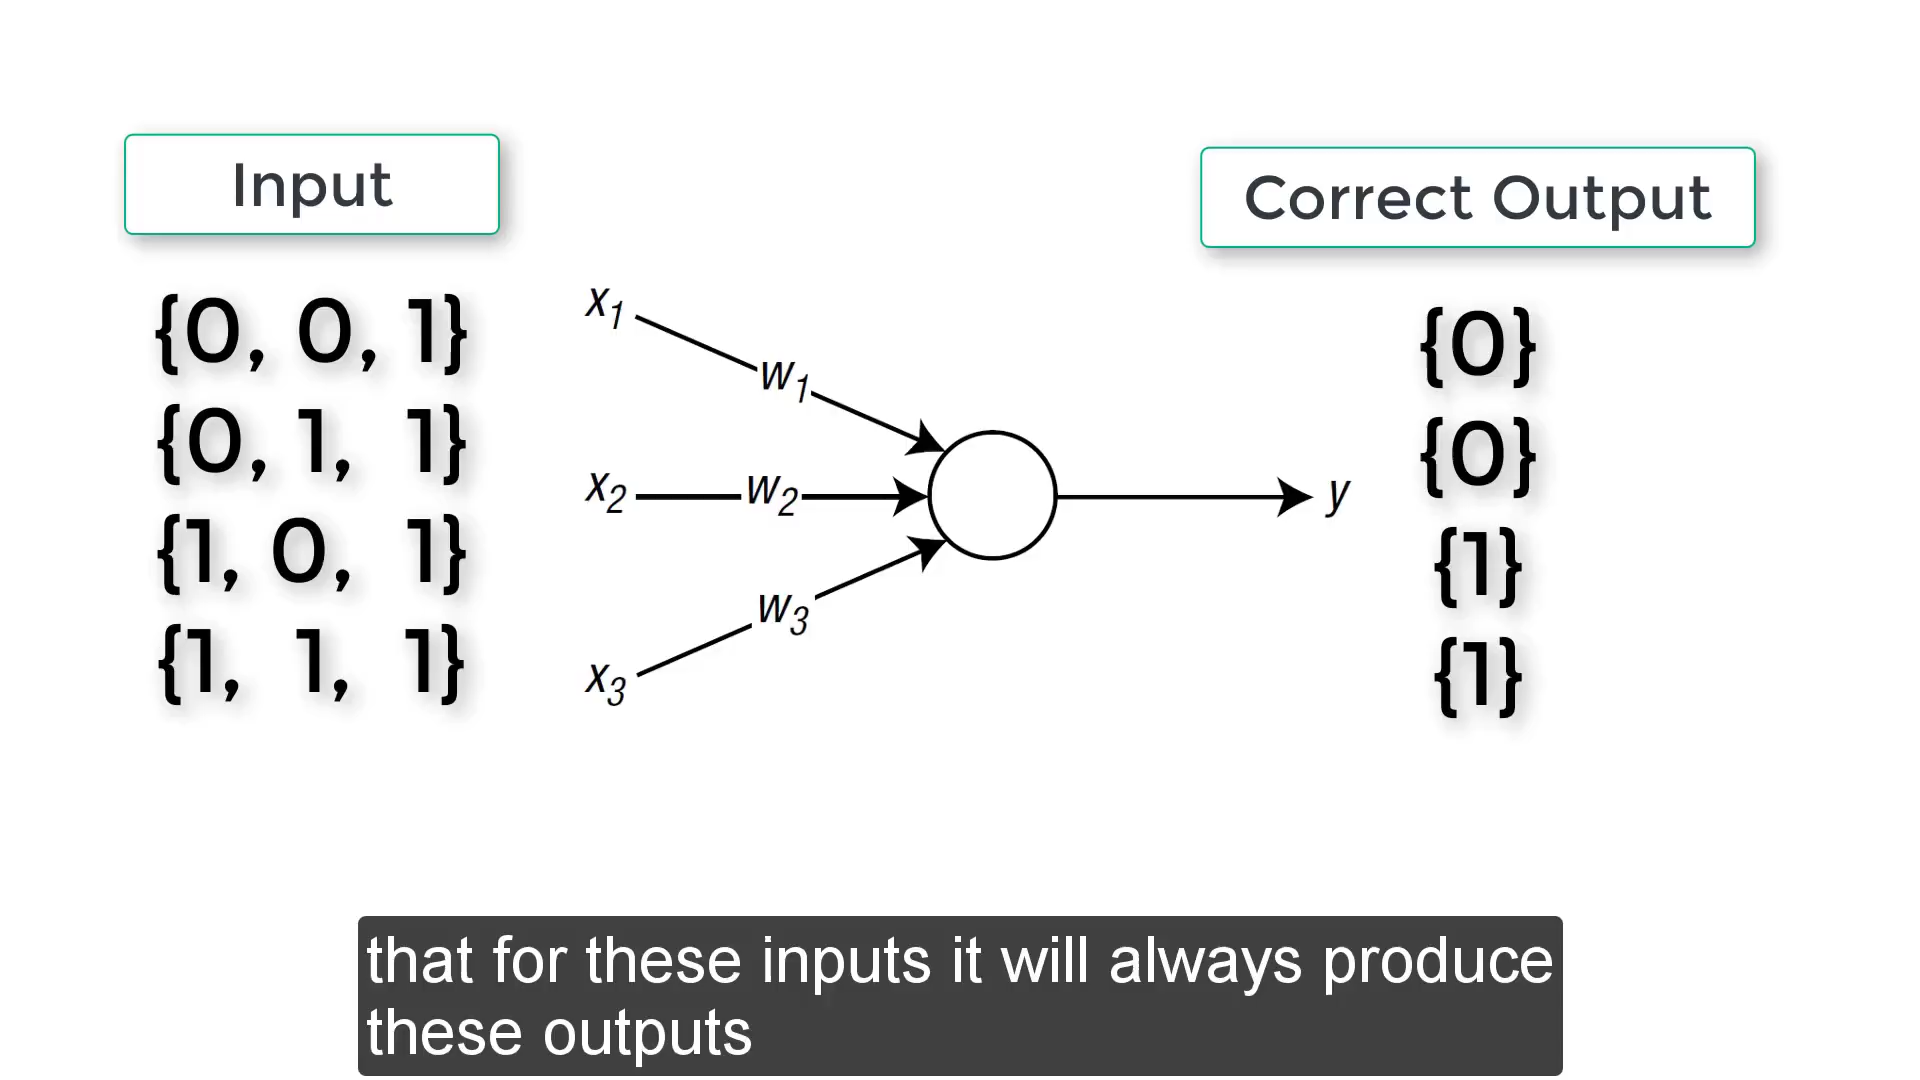 Input
Correct Output
{0, 0, 1}
{0, 1, 1}
{1, 0, 1}
{1, 1, 1}
x1
w1
x2
w2
w3
x3
y
{0}
{0}
{1}
{1}
that for these inputs it will always produce
these outputs